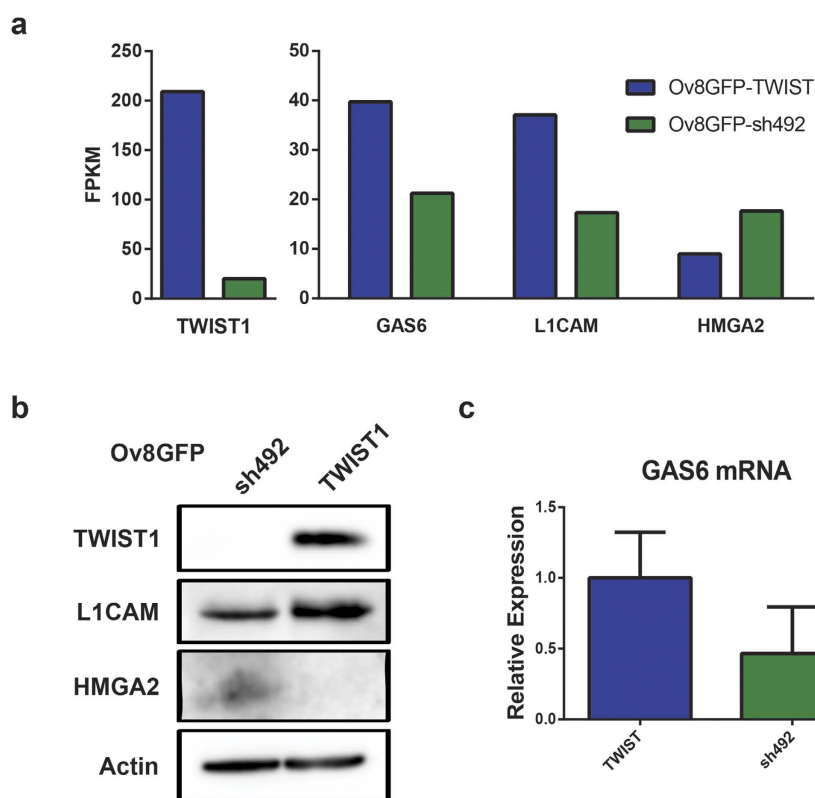 a
FPKM
250
200
150
100
50
0
TWIST1
50
40
30
20
10
0
GAS6 L1CAM HMGA2
Ov8GFP-TWIST
Ov8GFP-sh492
b
Ov8GFP sh492 TWIST1
TWIST1
L1CAM
HMGA2
Actin
c
GAS6 mRNA
Relative Expression
1.5
1.0
0.5
0.0
TWIST sh492